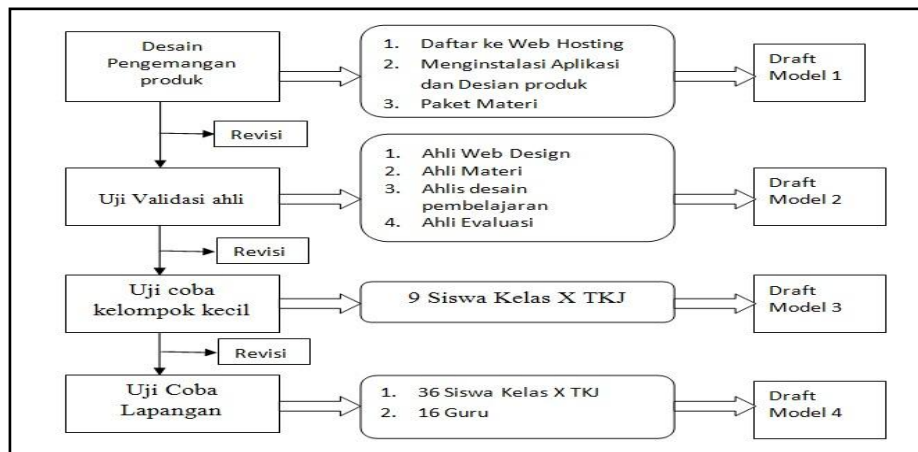 Desain
Pengemangan
produk
1. Daftar ke Web Hosting
2. Menginstalasi Aplikasi
dan Desian produk
3. Paket Materi
Draft
Model 1
Revisi
Uji Validasi ahli
1. Ahli Web Design
2. Ahli Materi
3. Ahlis desain
pembelajaran
4. Ahli Evaluasi
Draft
Model 2
Revisi
Uji coba
kelompok kecil
9 Siswa Kelas X TKJ
Draft
Model 3
Revisi
Uji Coba
Lapangan
1. 36 Siswa Kelas X TKJ
2. 16 Guru
Draft
Model 4